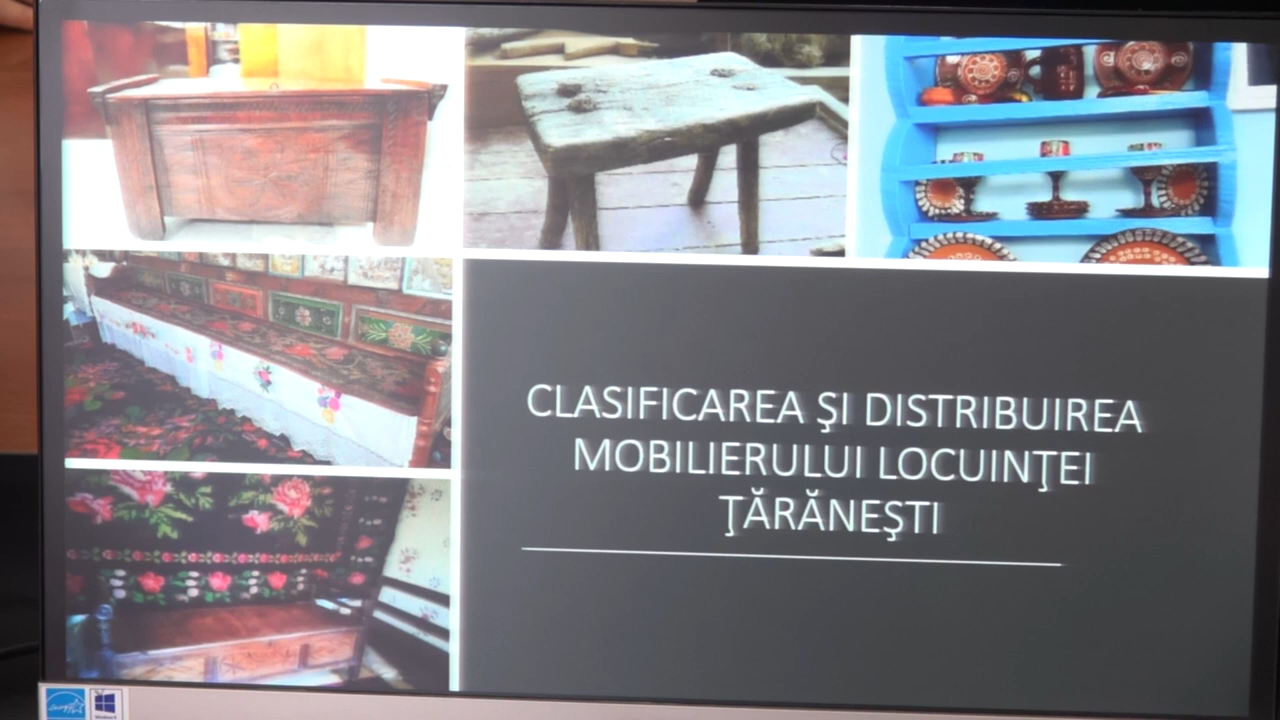 CLASIFICAREA ŞI DISTRIBUIREA
MOBILIERULUI LOCUINŢEI
ŢĂRĂNEŞTI